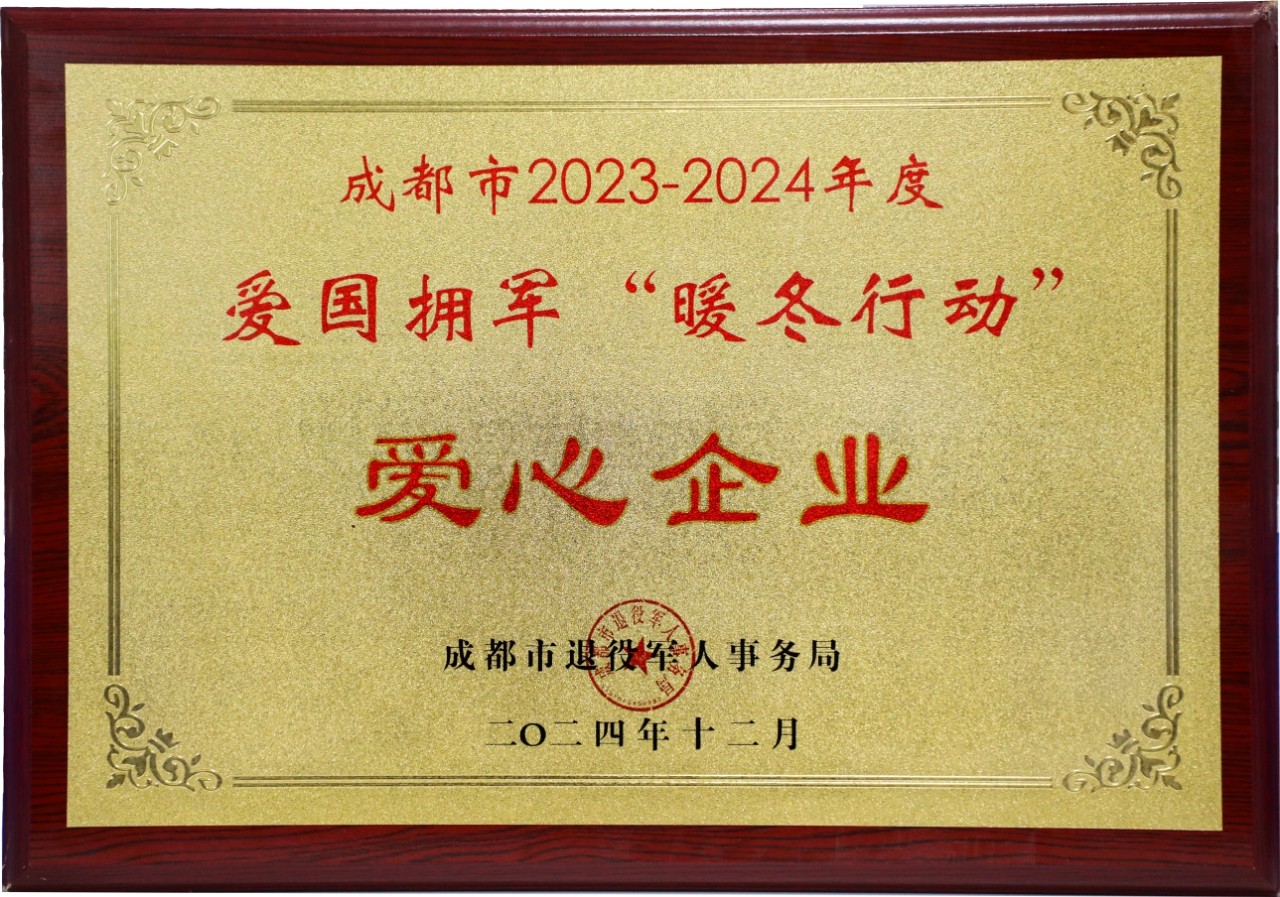 成都市2023-2024年度
爱国拥军“暖冬行动”
爱心企业
成都市退役军人事务局
二〇二四年十二月